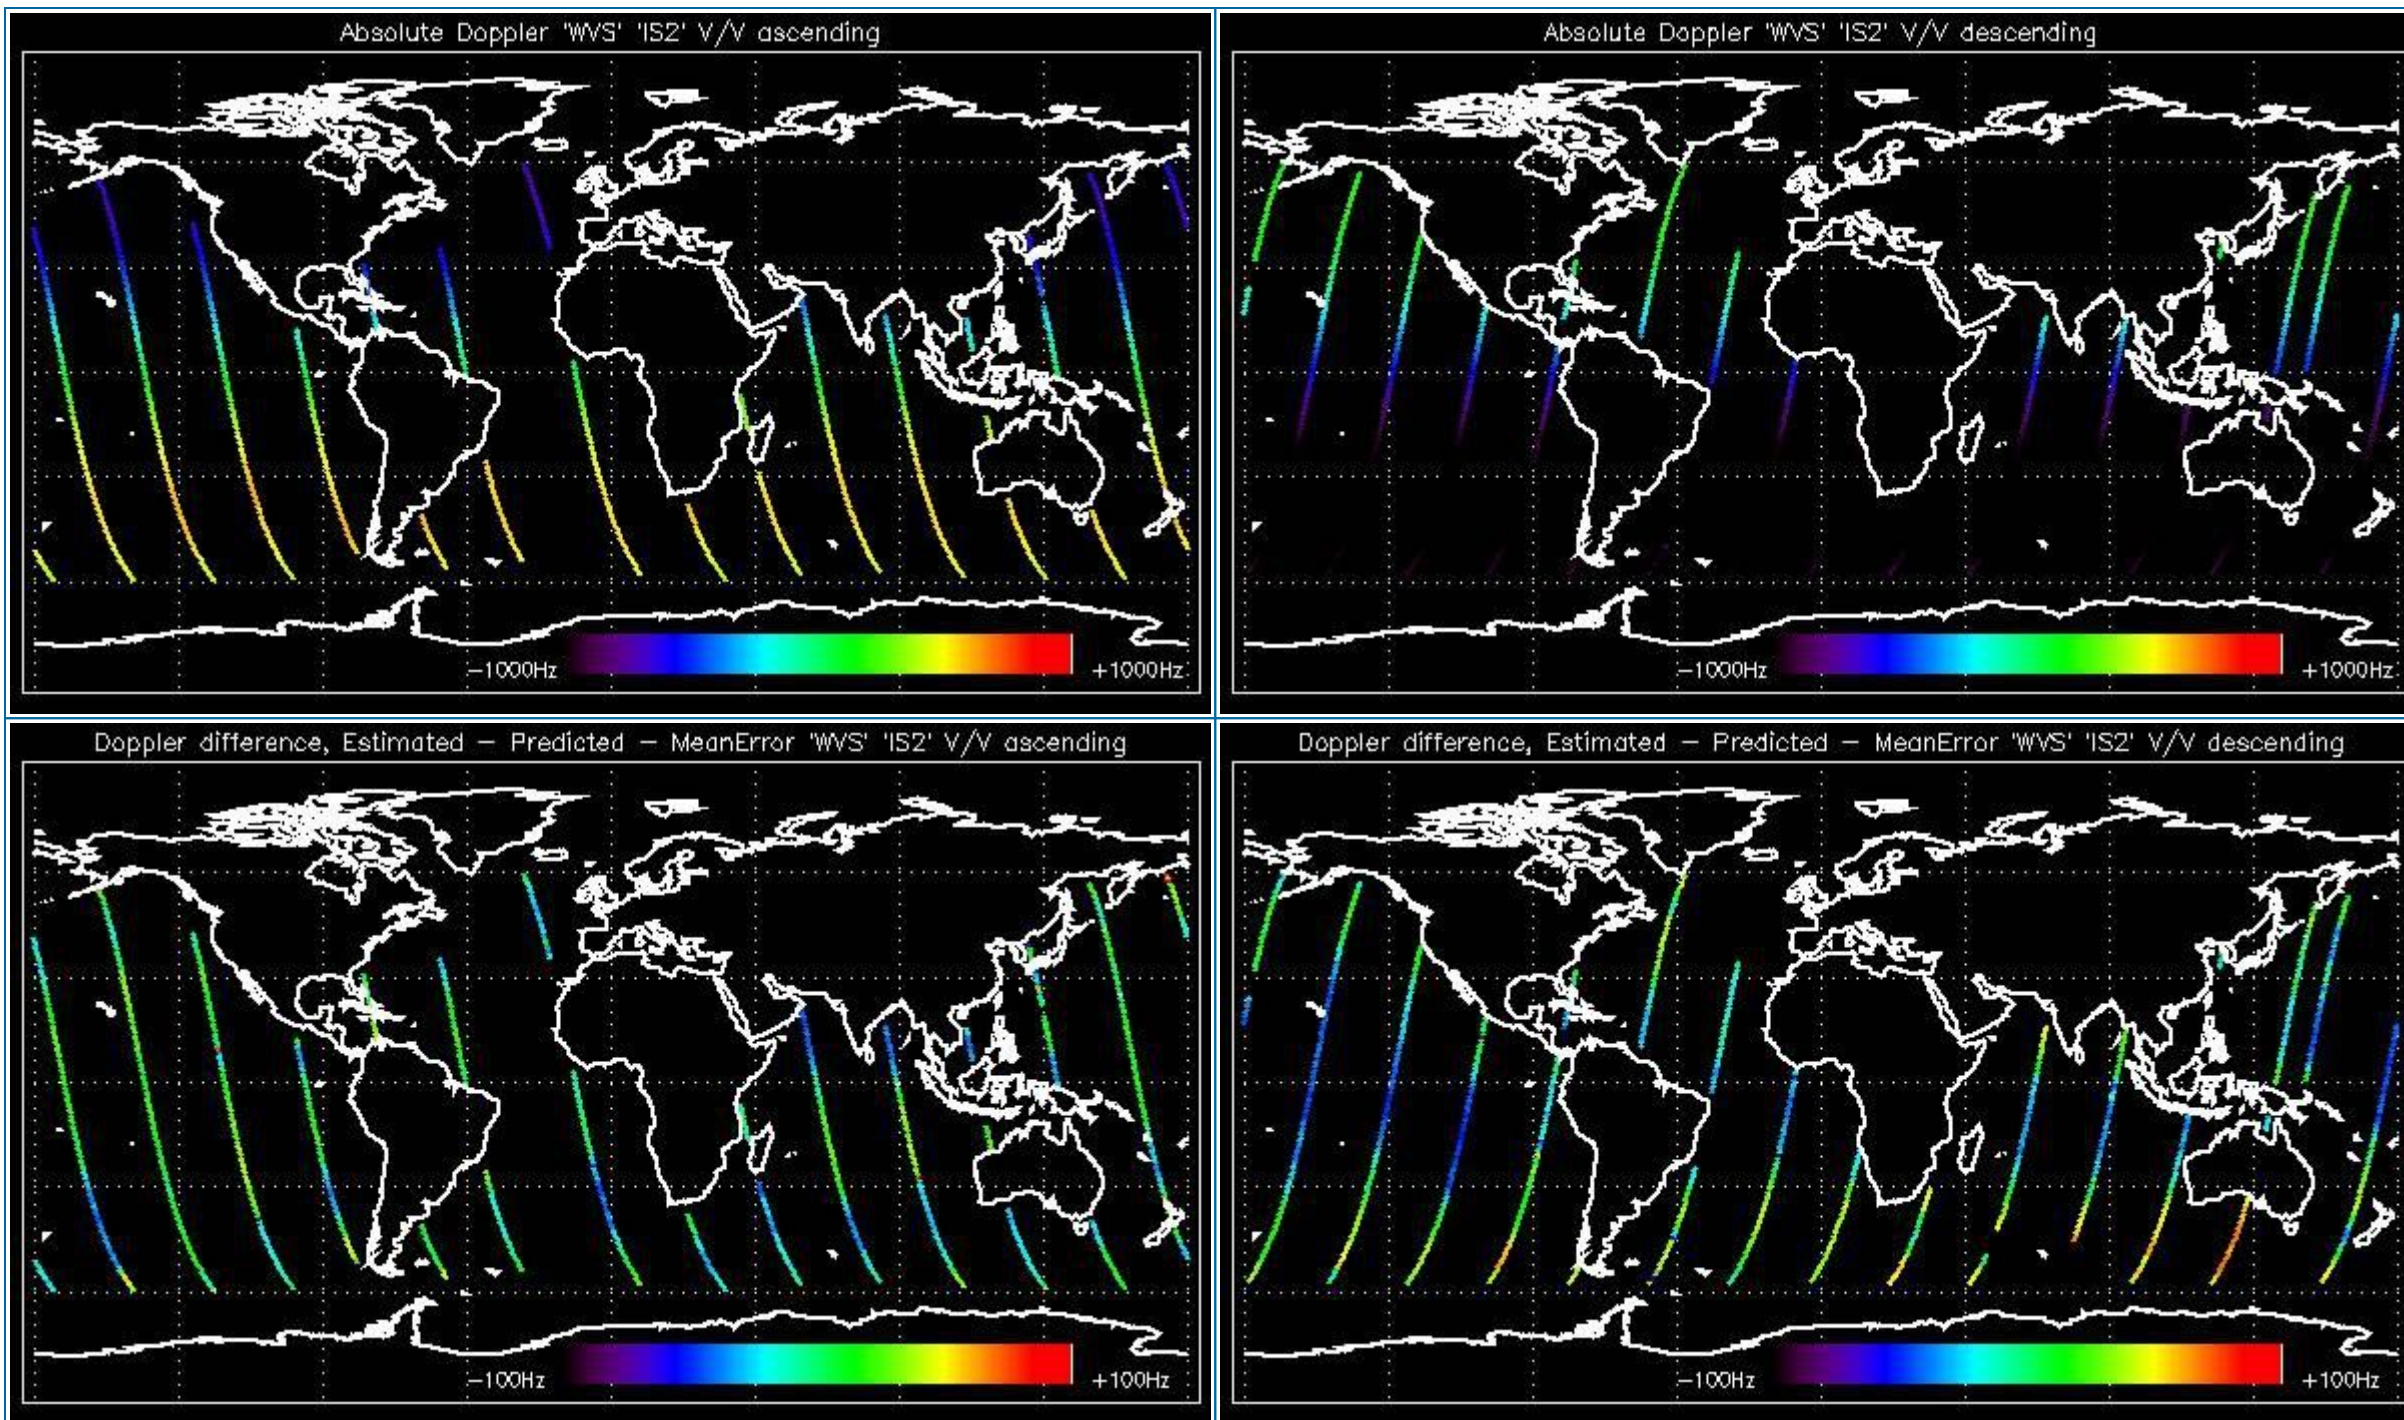 Absolute Doppler 'WVS' 'IS2' V/V ascending
-1000Hz
+1000Hz
Absolute Doppler 'WVS' 'IS2' V/V descending
-1000Hz
+1000Hz
Doppler difference, Estimated - Predicted - MeanError 'WVS' 'IS2' V/V ascending
-100Hz
+100Hz
Doppler difference, Estimated - Predicted - MeanError 'WVS' 'IS2' V/V descending
-100Hz
+100Hz